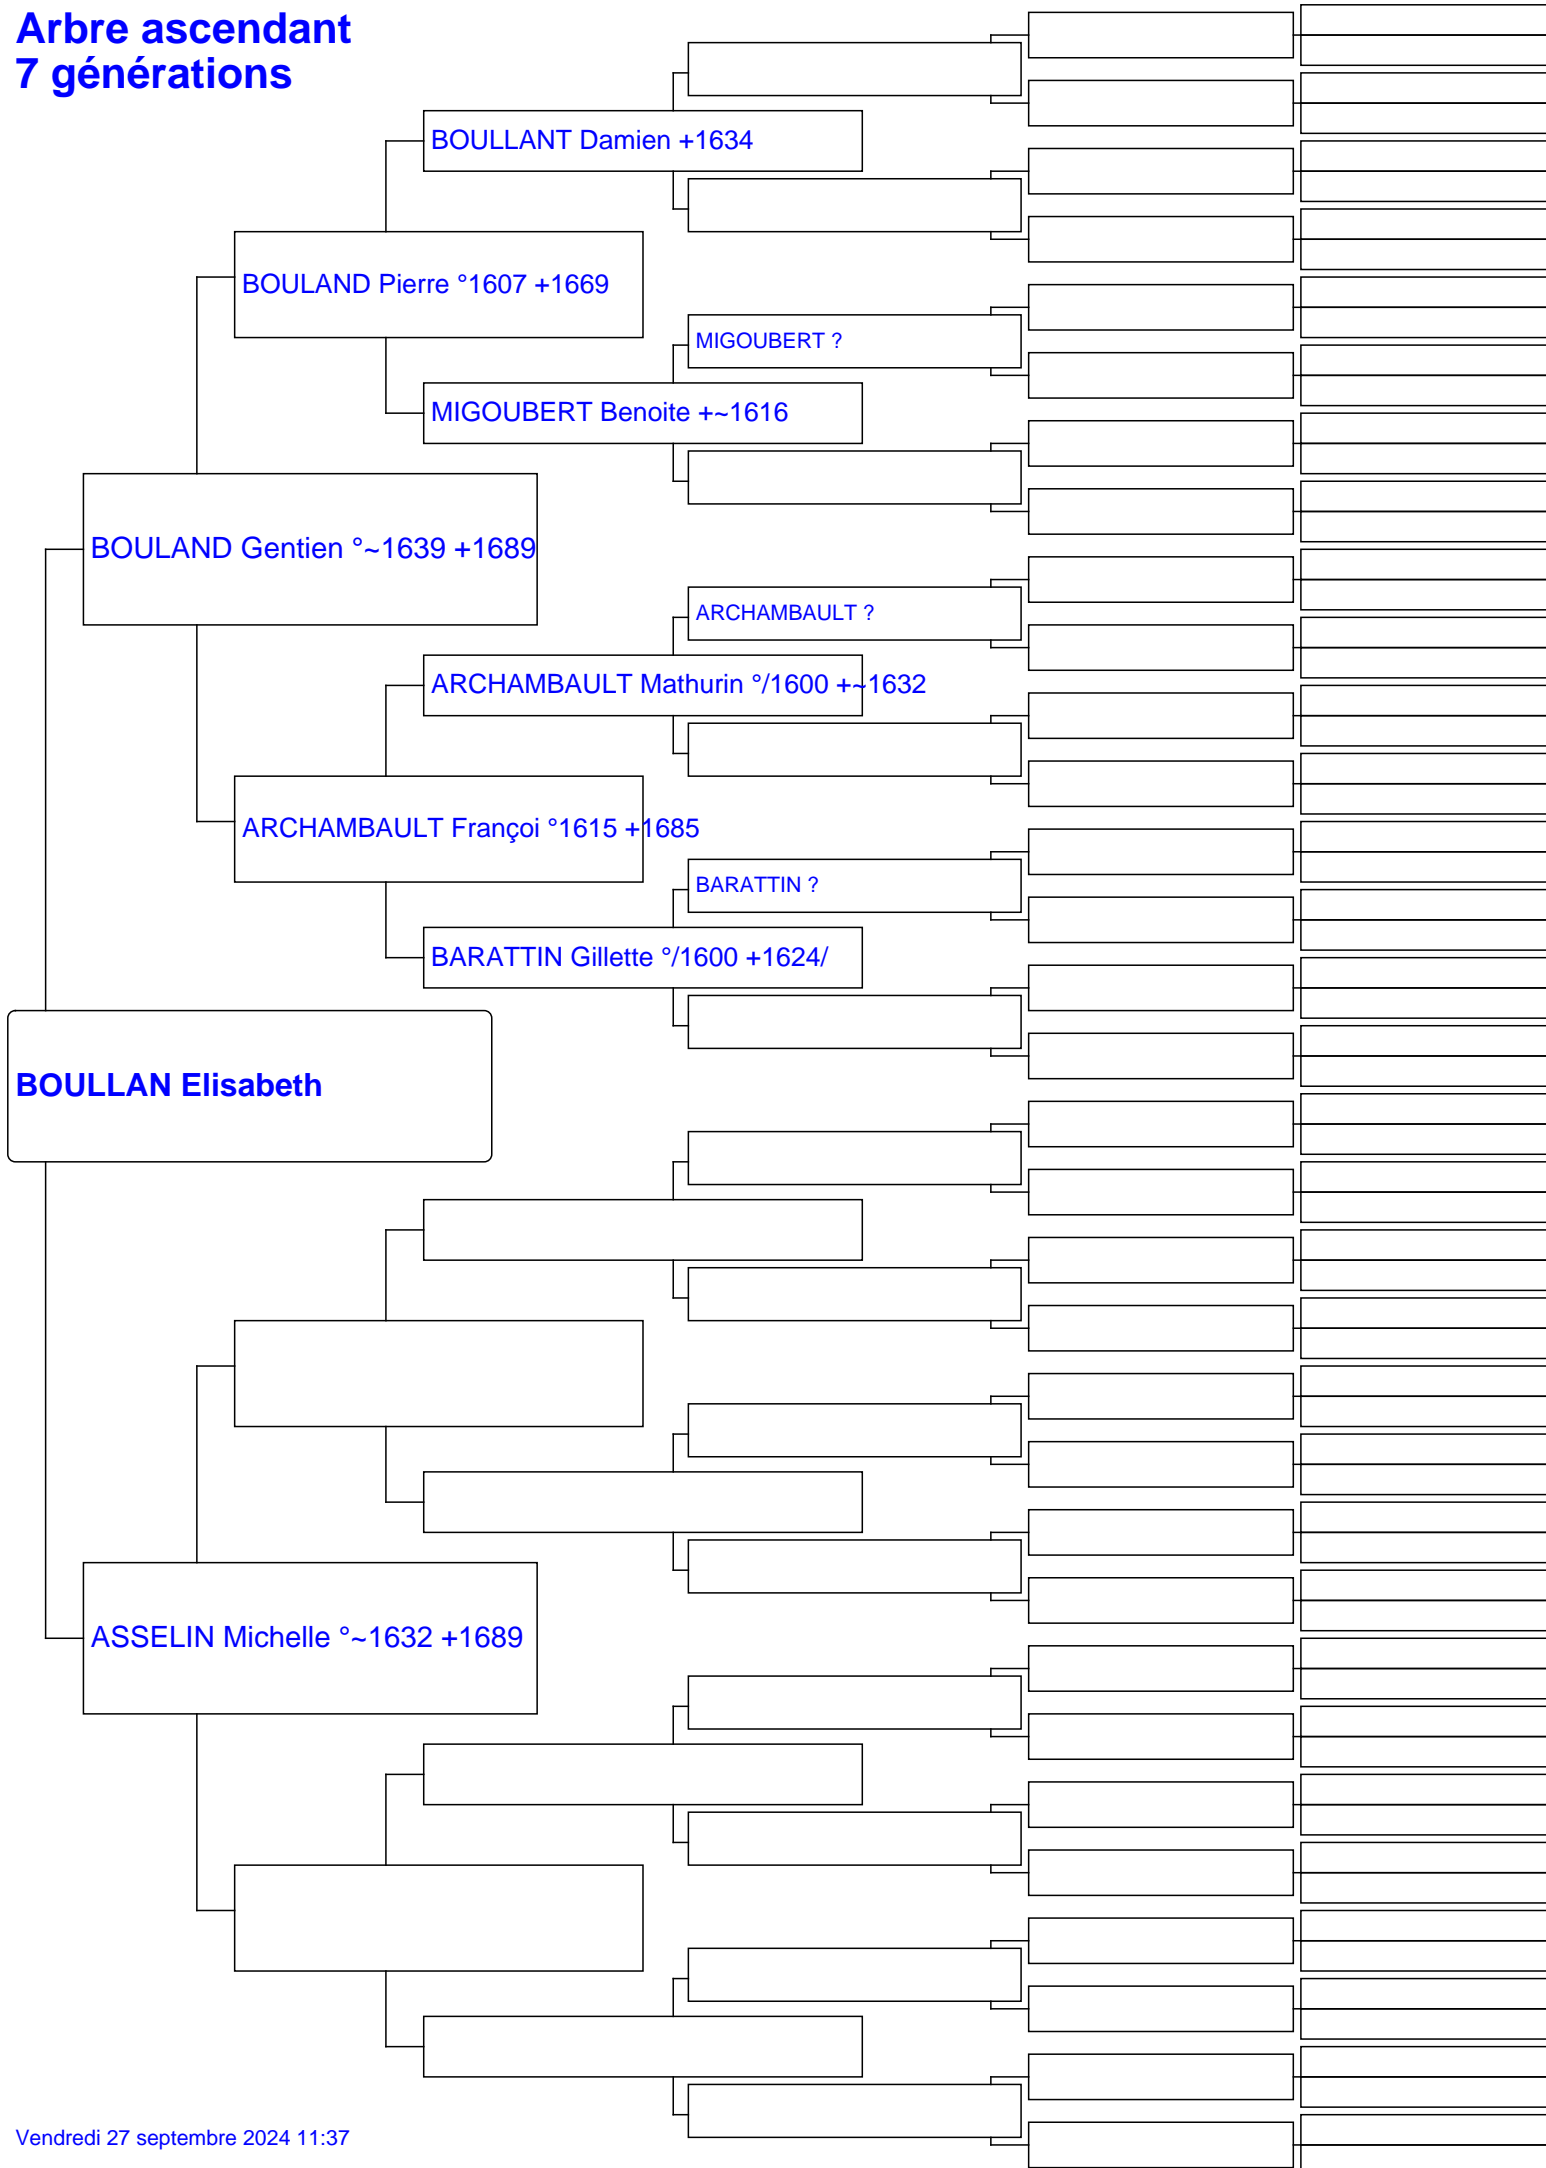 Arbre ascendant
7 générations
BOULLANT Damien +1634
BOULAND Pierre °1607 +1669
MIGOUBERT ?
MIGOUBERT Benoite +~1616
BOULAND Gentien °~1639 +1689
ARCHAMBAULT ?
ARCHAMBAULT Mathurin °/1600 +~1632
ARCHAMBAULT Françoi °1615 +1685
BARATTIN ?
BARATTIN Gillette °/1600 +1624/
BOULLAN Elisabeth
ASSELIN Michelle °~1632 +1689
Vendredi 27 septembre 2024 11:37